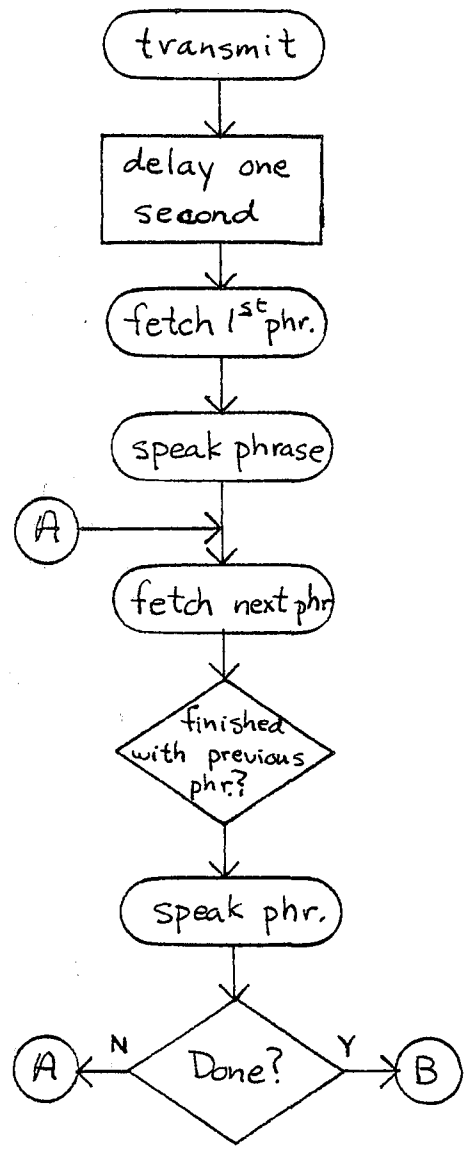 transmit
delay one
second
fetch 1st phr.
speak phrase
A
fetch next phr
finished
with previous
phr.?
speak phr.
N
Y
A
Done?
B